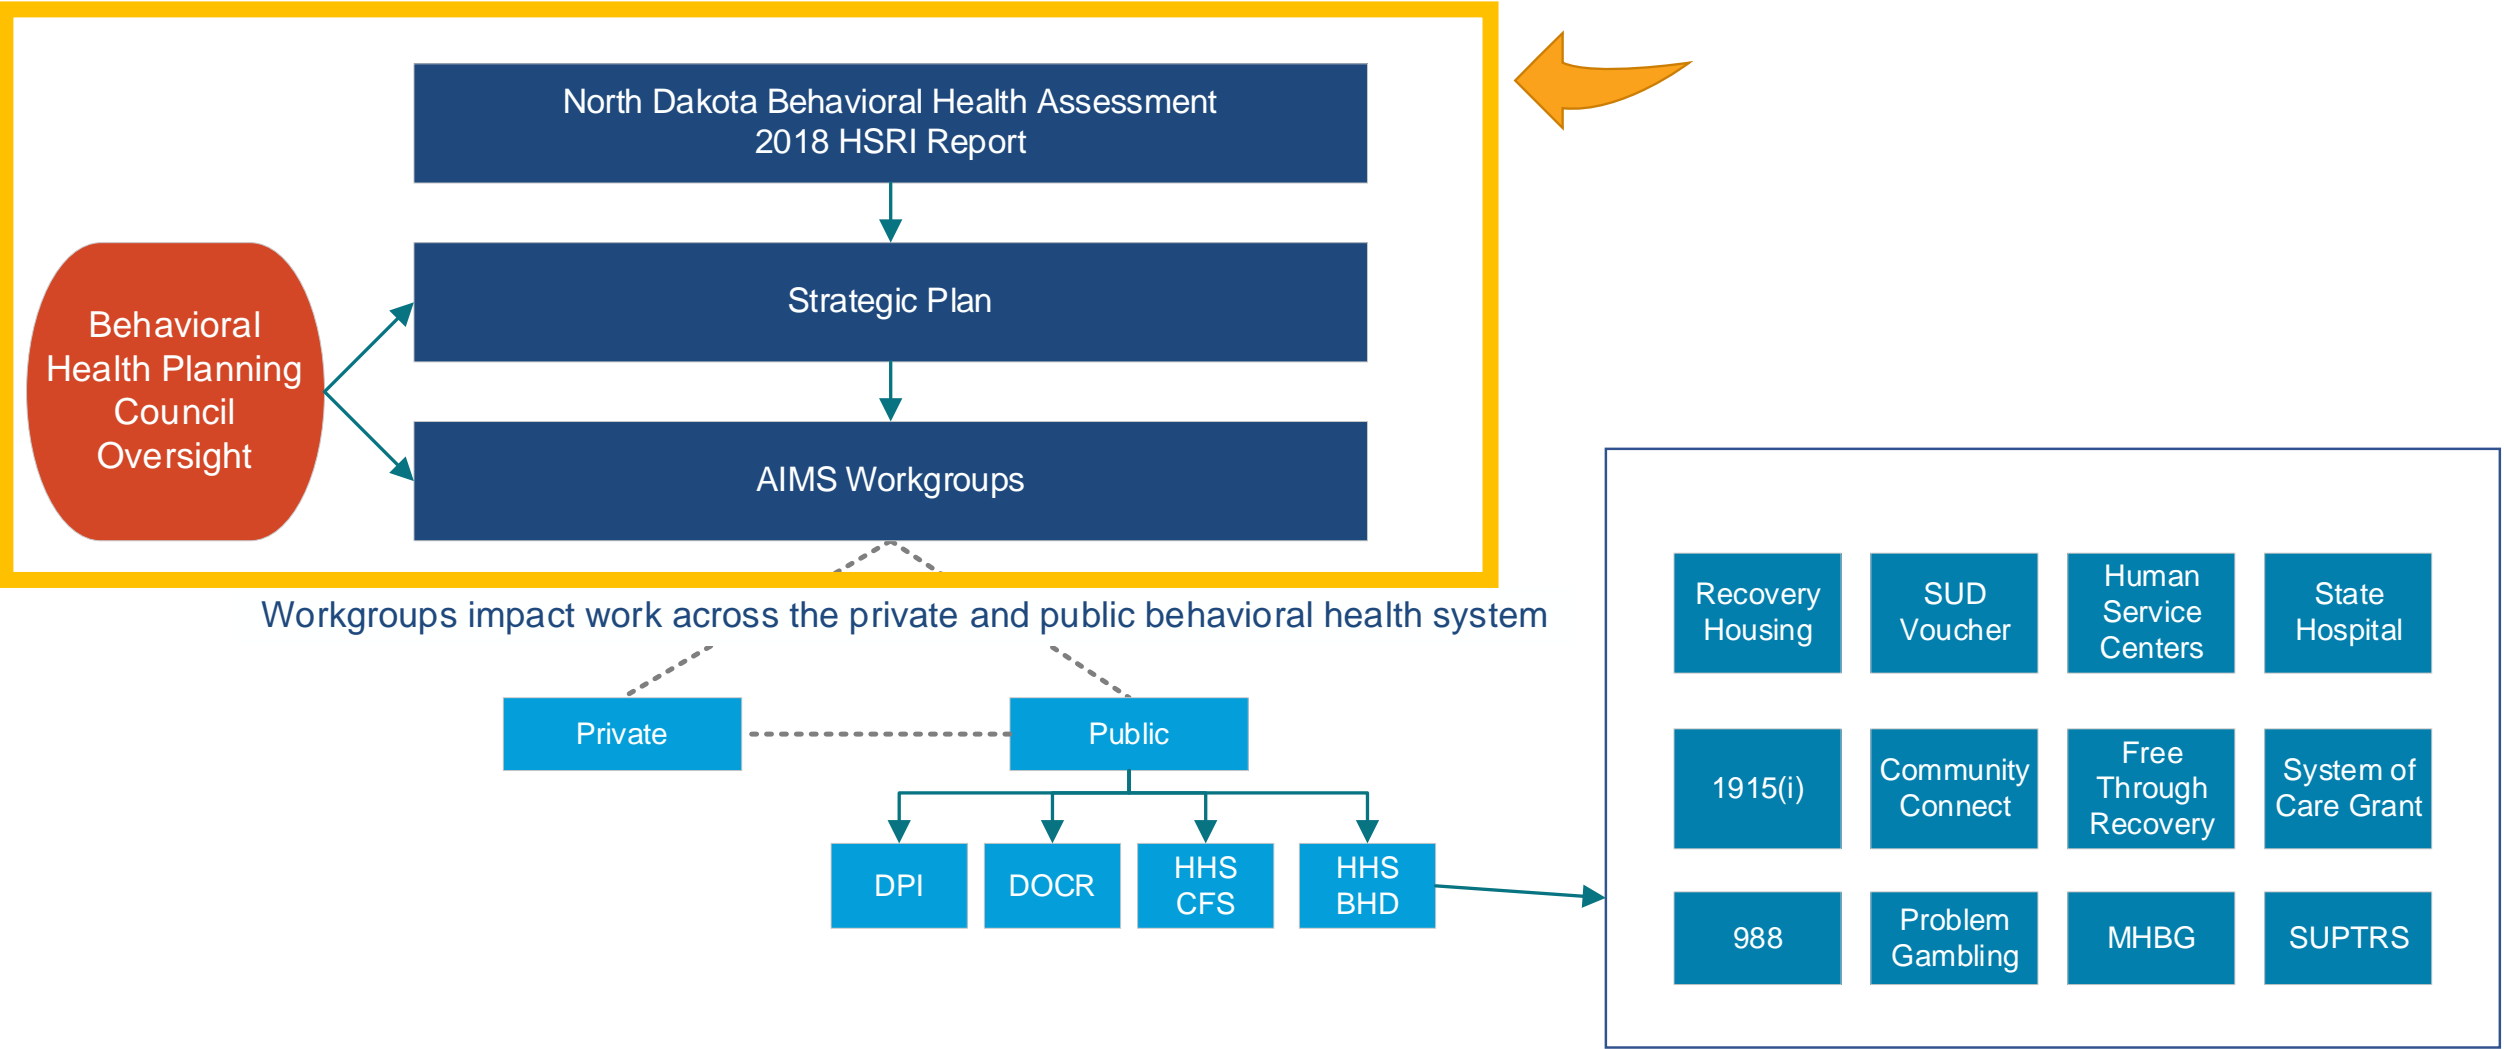 North Dakota Behavioral Health Assessment
2018 HSRI Report
Strategic Plan
Behavioral
Health Planning
Council
Oversight
AIMS Workgroups
Workgroups impact work across the private and public behavioral health system
Private
Public
DPI
DOCR
HHS
CFS
HHS
BHD
Recovery
Housing
SUD
Voucher
Human
Service
Centers
State
Hospital
1915(i)
Community
Connect
Free
Through
Recovery
System of
Care Grant
988
Problem
Gambling
MHBG
SUPTRS